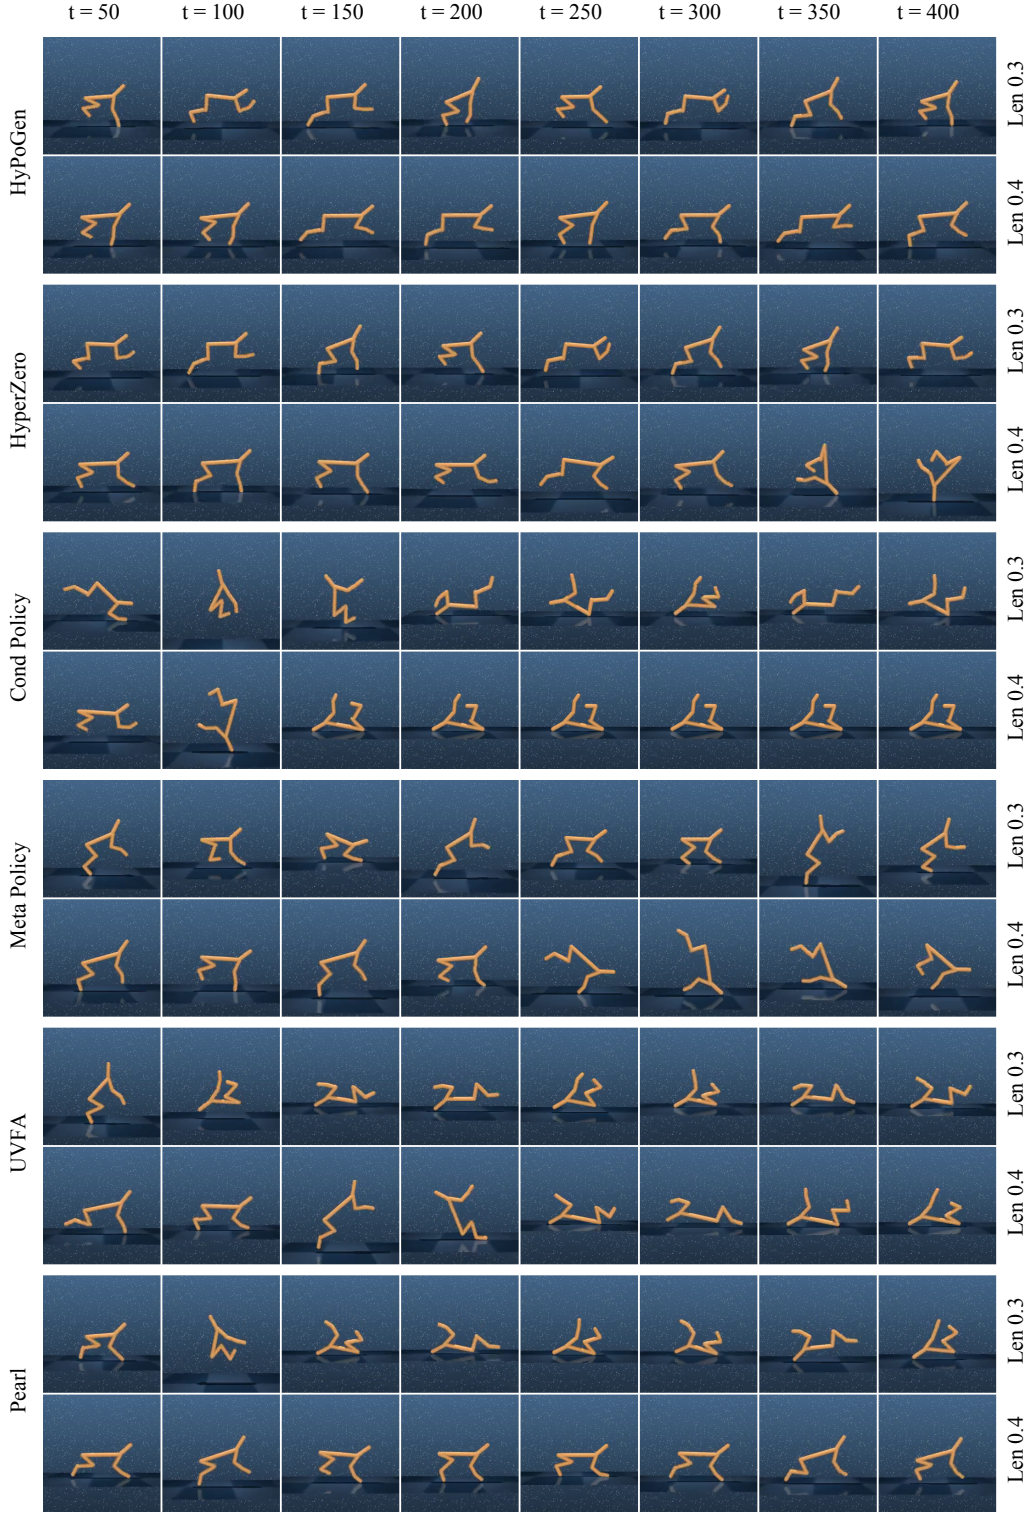 t = 50 t = 100 t = 150 t = 200 t = 250 t = 300 t = 350 t = 400
HyPoGen
Len 0.3
Len 0.4
HyperZero
Len 0.3
Len 0.4
Cond Policy
Len 0.3
Len 0.4
Meta Policy
Len 0.3
Len 0.4
UVFA
Len 0.3
Len 0.4
Pearl
Len 0.3
Len 0.4